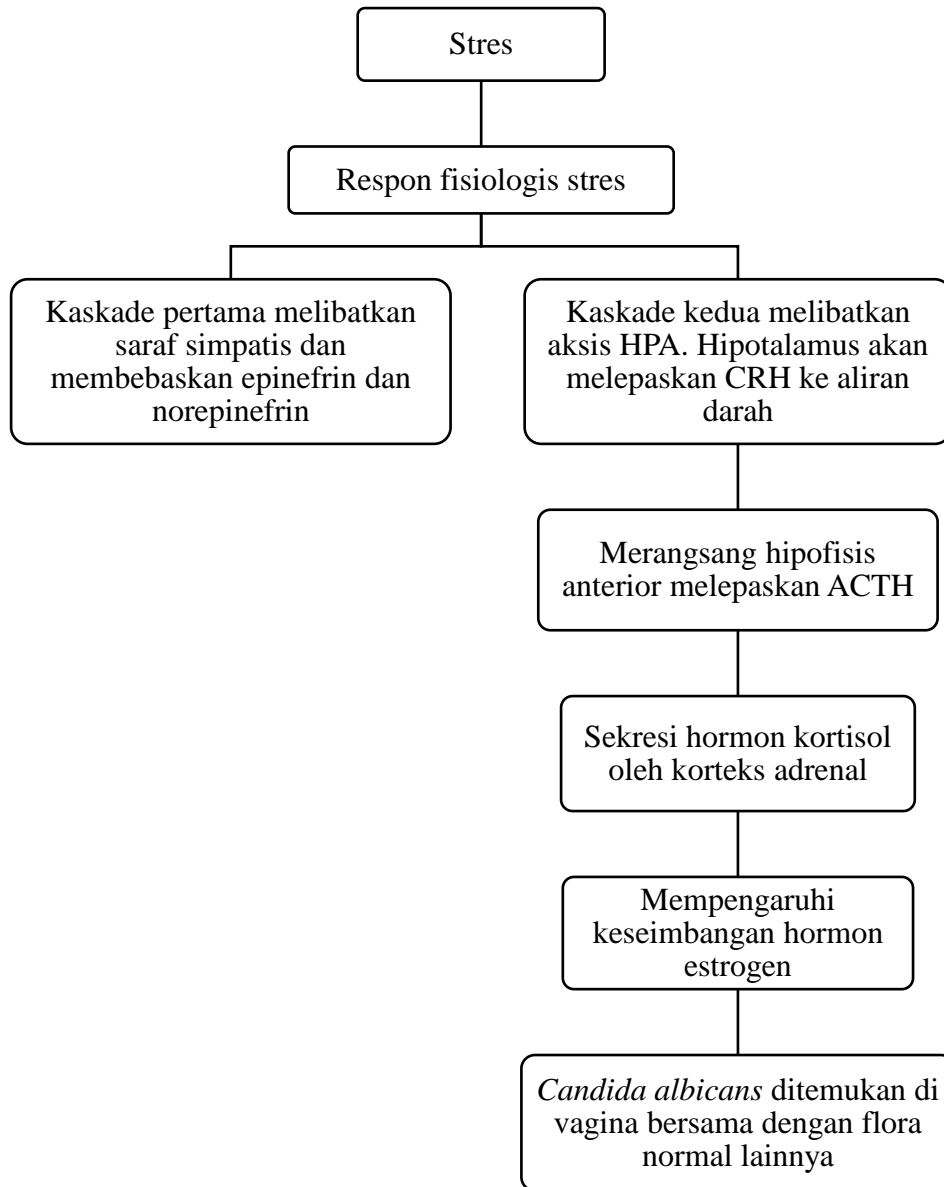 Stres
Respon fisiologis stres
Kaskade pertama melibatkan
saraf simpatis dan
membebaskan epinefrin dan
norepinefrin
Kaskade kedua melibatkan
aksis HPA. Hipotalamus akan
melepaskan CRH ke aliran
darah
Merangsang hipofisis
anterior melepaskan ACTH
Sekresi hormon kortisol
oleh korteks adrenal
Mempengaruhi
keseimbangan hormon
estrogen
Candida albicans ditemukan di
vagina bersama dengan flora
normal lainnya